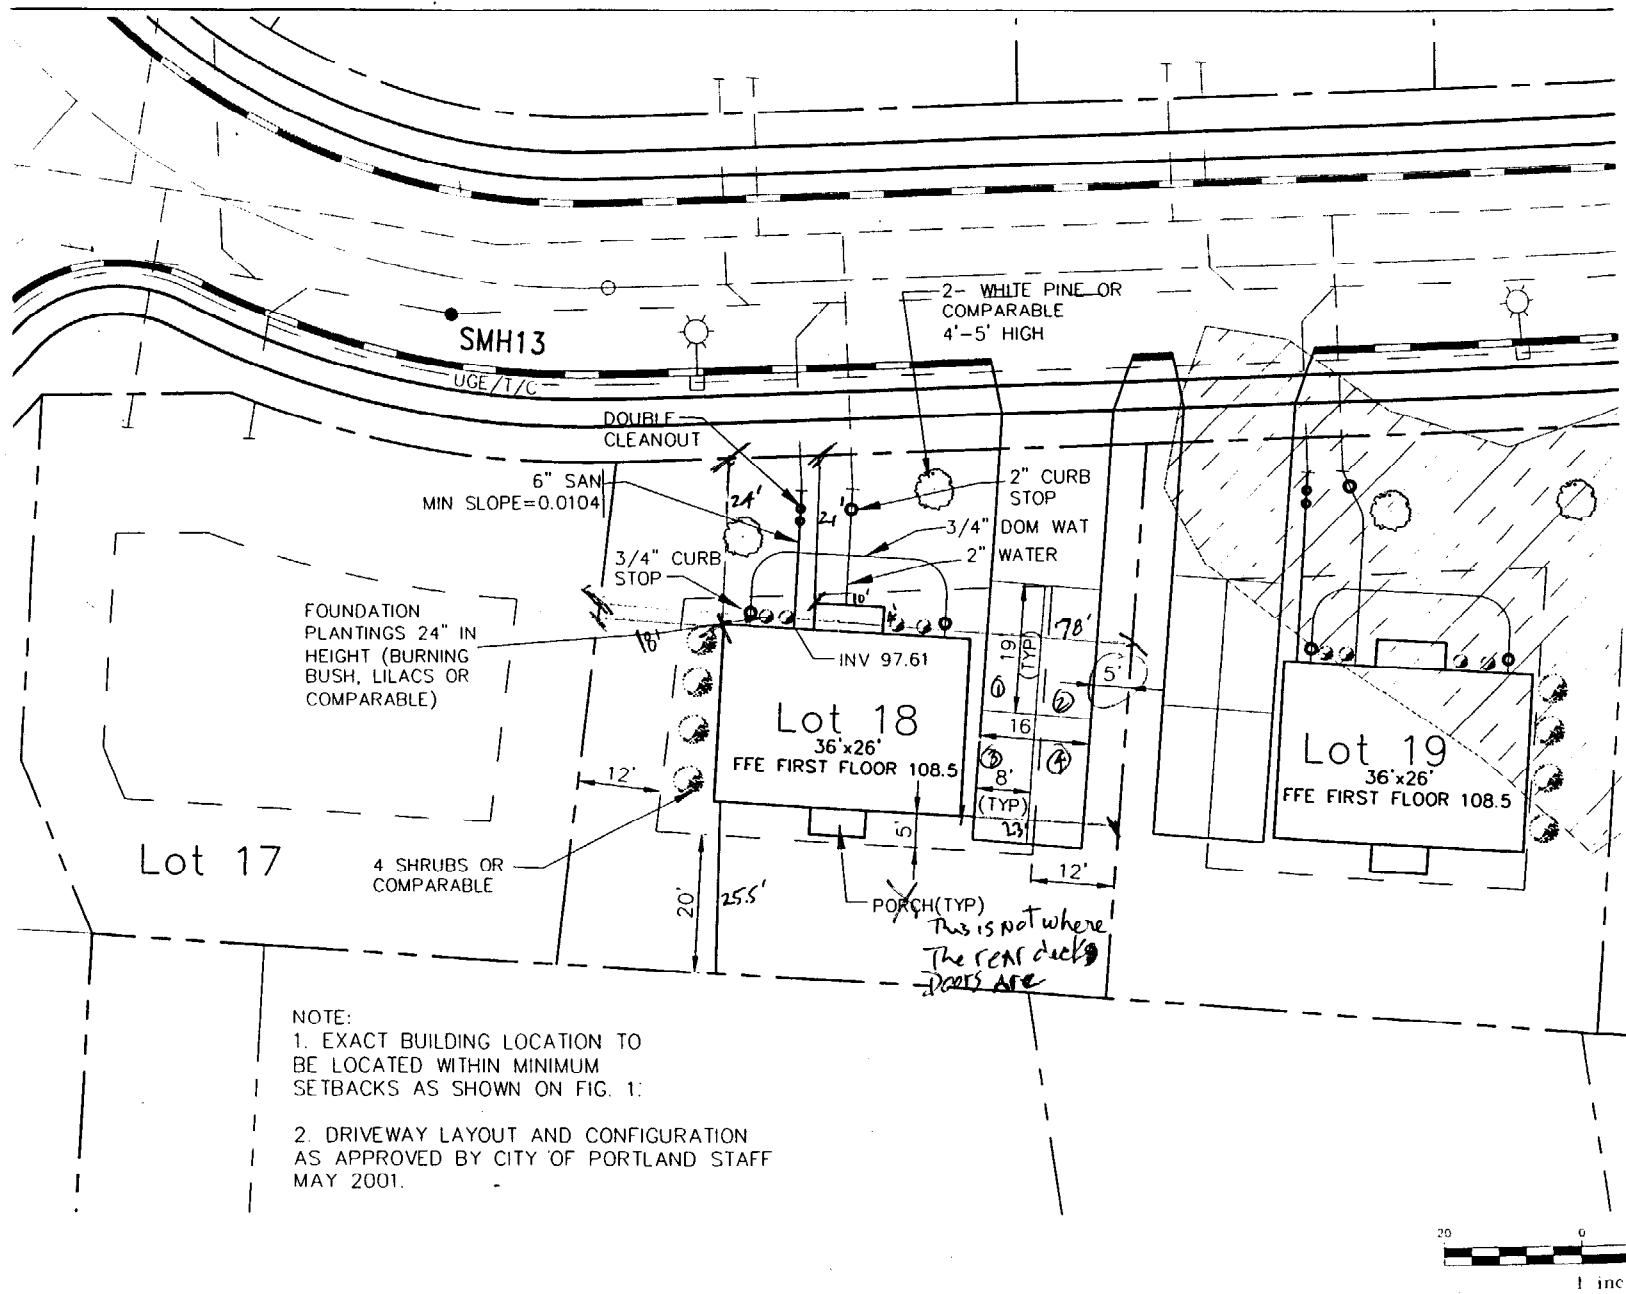 2- WHITE PINE OR
COMPARABLE
4'-5' HIGH
SMH13
UGE/T/C
DOUBLE
CLEANOUT
6" SAN
MIN SLOPE=0.0104
24'
21'
2" CURB
STOP
3/4" DOM WAT
2" WATER
3/4" CURB
STOP
10'
4'
FOUNDATION
PLANTINGS 24" IN
HEIGHT (BURNING
BUSH, LILACS OR
COMPARABLE)
18'
INV 97.61
19
(TYP)
78'
5'
1
2
16
3
4
8'
(TYP)
23'
Lot 18
36'x26'
FFE FIRST FLOOR 108.5
Lot 19
36'x26'
FFE FIRST FLOOR 108.5
12'
5'
12'
Lot 17
4 SHRUBS OR
COMPARABLE
20'
25.5'
PORCH(TYP)
This is not where
The rear decks
Doors Are
NOTE:
1. EXACT BUILDING LOCATION TO
BE LOCATED WITHIN MINIMUM
SETBACKS AS SHOWN ON FIG. 1.
2. DRIVEWAY LAYOUT AND CONFIGURATION
AS APPROVED BY CITY OF PORTLAND STAFF
MAY 2001.
20
0
1 inc